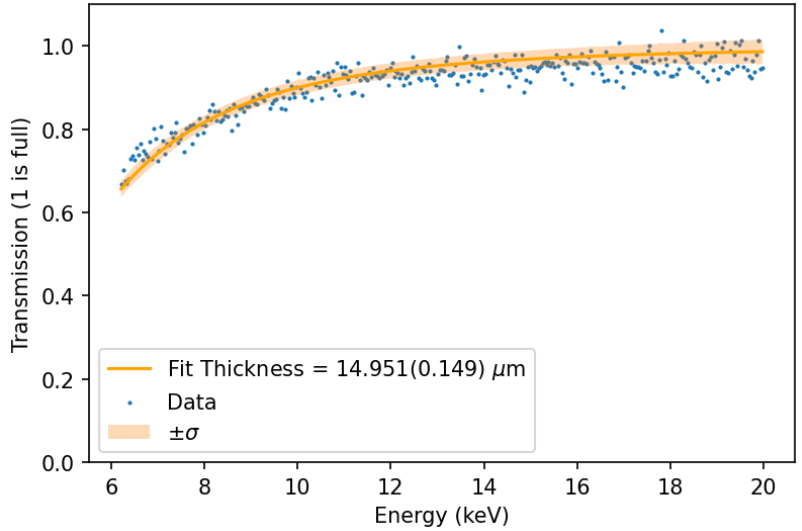 Transmission (1 is full)
1.0
0.8
0.6
0.4
0.2
0.0
Fit Thickness = 14.951(0.149) μm
Data
±σ
6 8 10 12 14 16 18 20
Energy (keV)